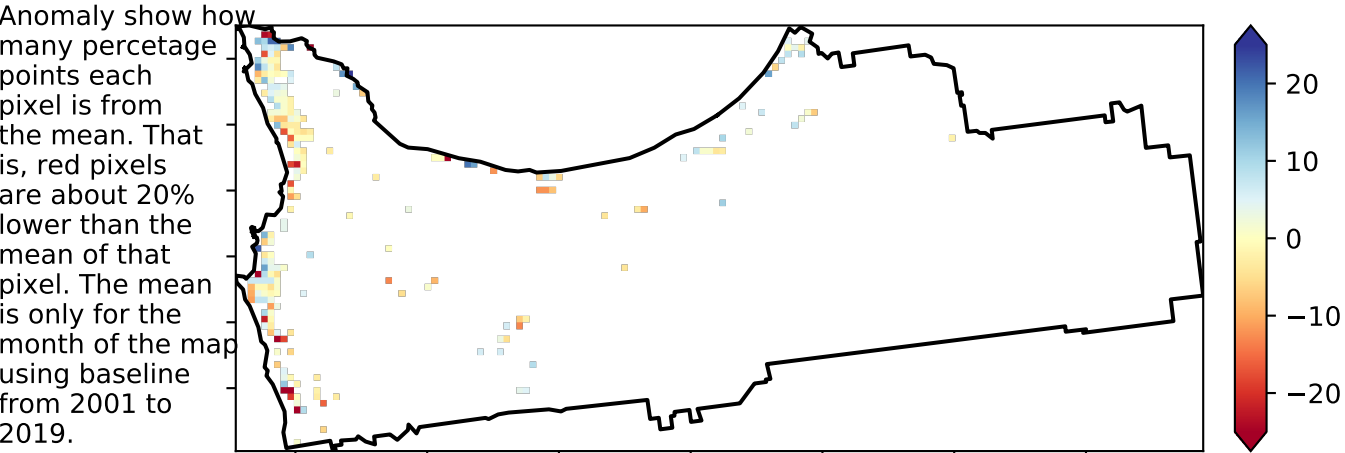 Anomaly show how
many percetage
points each
pixel is from
the mean. That
is, red pixels
are about 20%
lower than the
mean of that
pixel. The mean
is only for the
month of the map
using baseline
from 2001 to
2019.
20
10
0
−10
−20